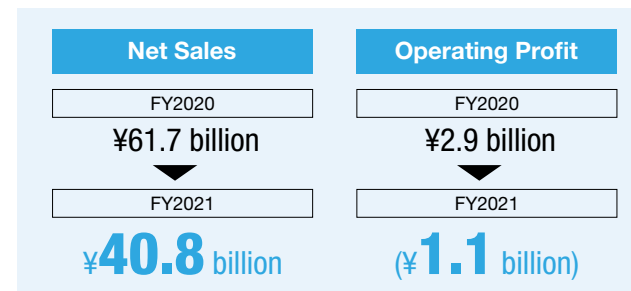 Net Sales
FY2020
¥61.7 billion
FY2021
¥40.8 billion
Operating Profit
FY2020
¥2.9 billion
FY2021
(¥1.1 billion)